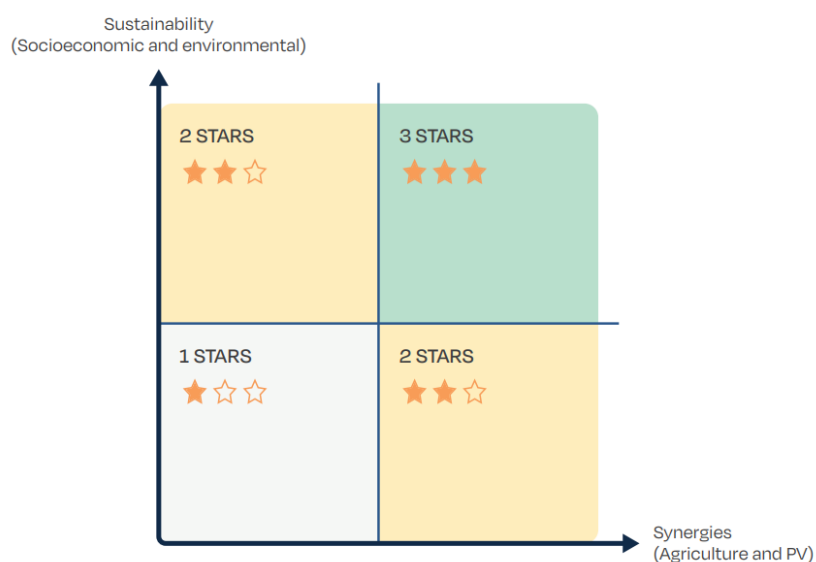 Sustainability
(Socioeconomic and environmental)
2 STARS
3 STARS
1 STARS
2 STARS
Synergies
(Agriculture and PV)